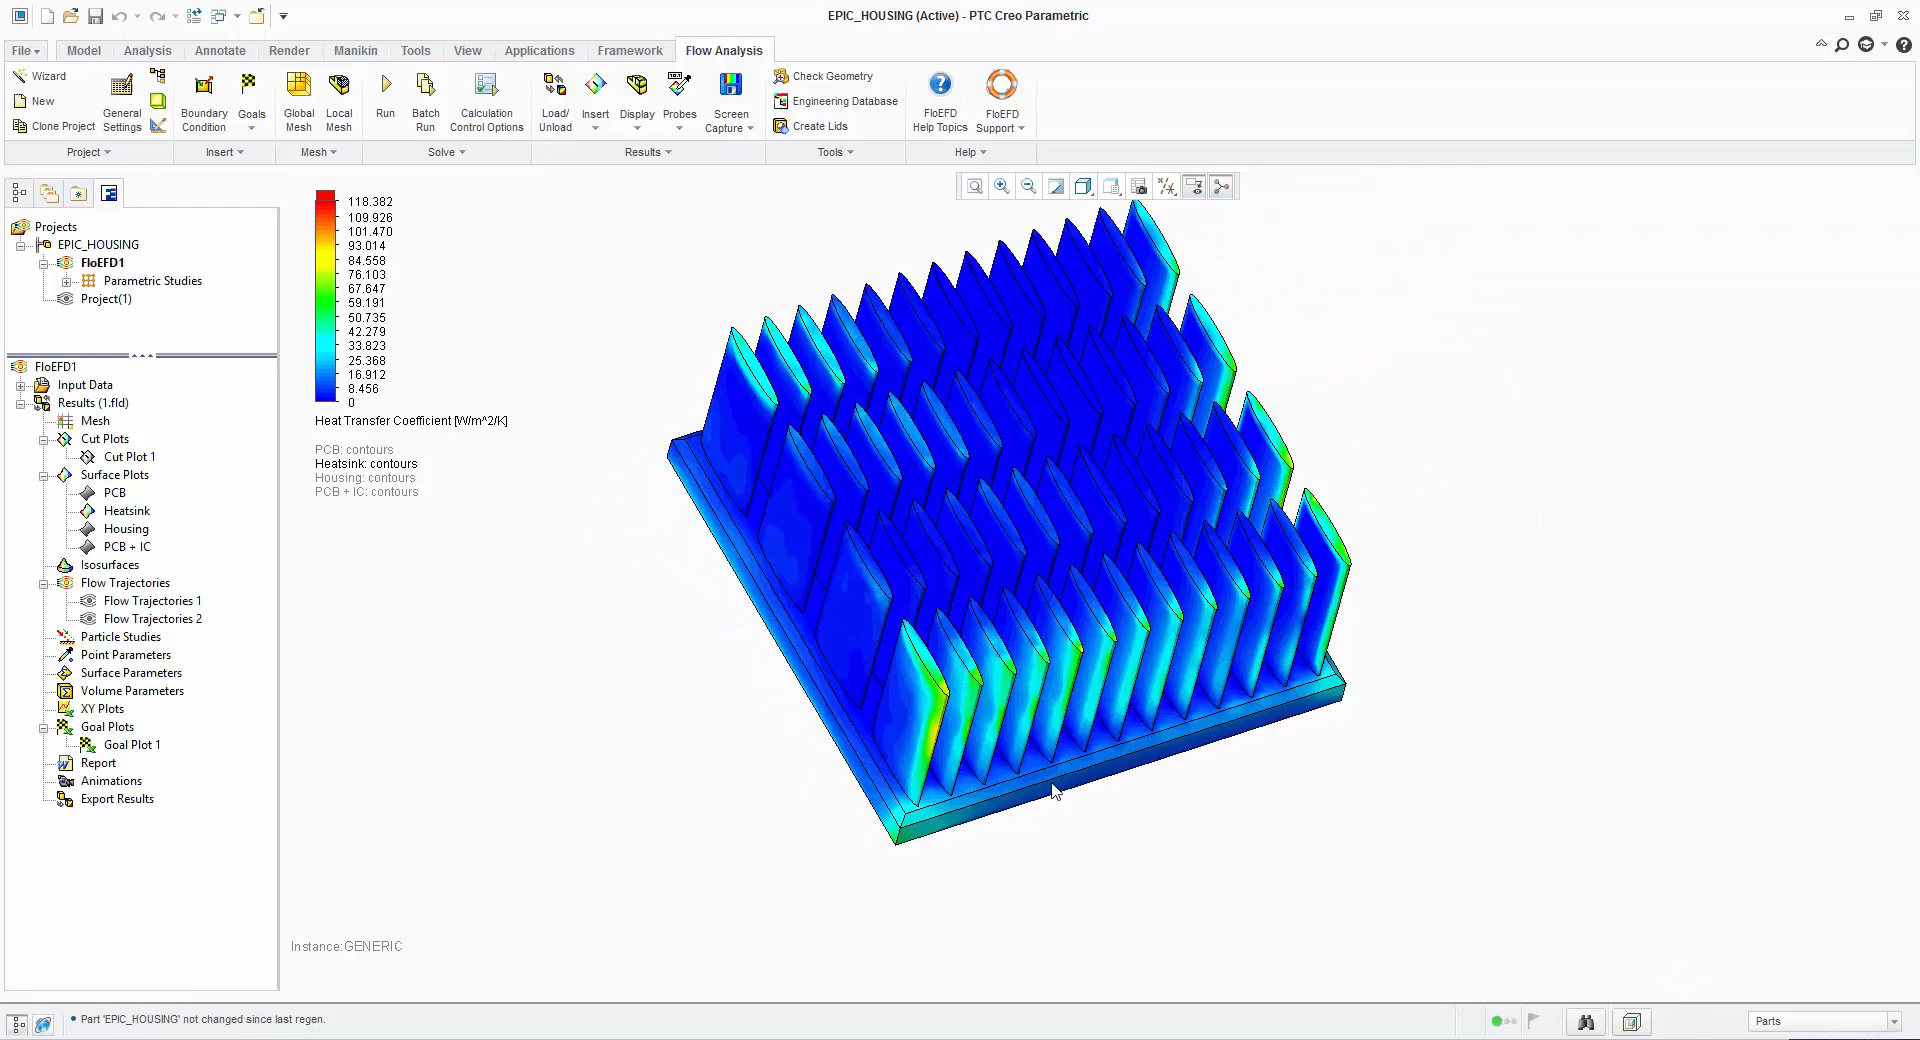 EPIC_HOUSING (Active) - PTC Creo Parametric
File
Model
Analysis
Annotate
Render
Manikin
Tools
View
Applications
Framework
Flow Analysis
Wizard
New
Clone Project
General Settings
Boundary Condition
Goals
Global Mesh
Local Mesh
Run
Batch Run
Calculation Control Options
Load/ Unload
Insert
Display
Probes
Screen Capture
Check Geometry
Engineering Database
Create Lids
FloEFD Help Topics
FloEFD Support
Project
Insert
Mesh
Solve
Results
Tools
Help
Projects
EPIC_HOUSING
FloEFD1
Parametric Studies
Project(1)
FloEFD1
Input Data
Results (1.fld)
Mesh
Cut Plots
Cut Plot 1
Surface Plots
PCB
Heatsink
Housing
PCB + IC
Isosurfaces
Flow Trajectories
Flow Trajectories 1
Flow Trajectories 2
Particle Studies
Point Parameters
Surface Parameters
Volume Parameters
XY Plots
Goal Plots
Goal Plot 1
Report
Animations
Export Results
118.382
109.926
101.470
93.014
84.558
76.103
67.647
59.191
50.735
42.279
33.823
25.368
16.912
8.456
0
Heat Transfer Coefficient [W/m^2/K]
PCB: contours
Heatsink: contours
Housing: contours
PCB + IC: contours
Instance:GENERIC
Part 'EPIC_HOUSING' not changed since last regen.
Parts